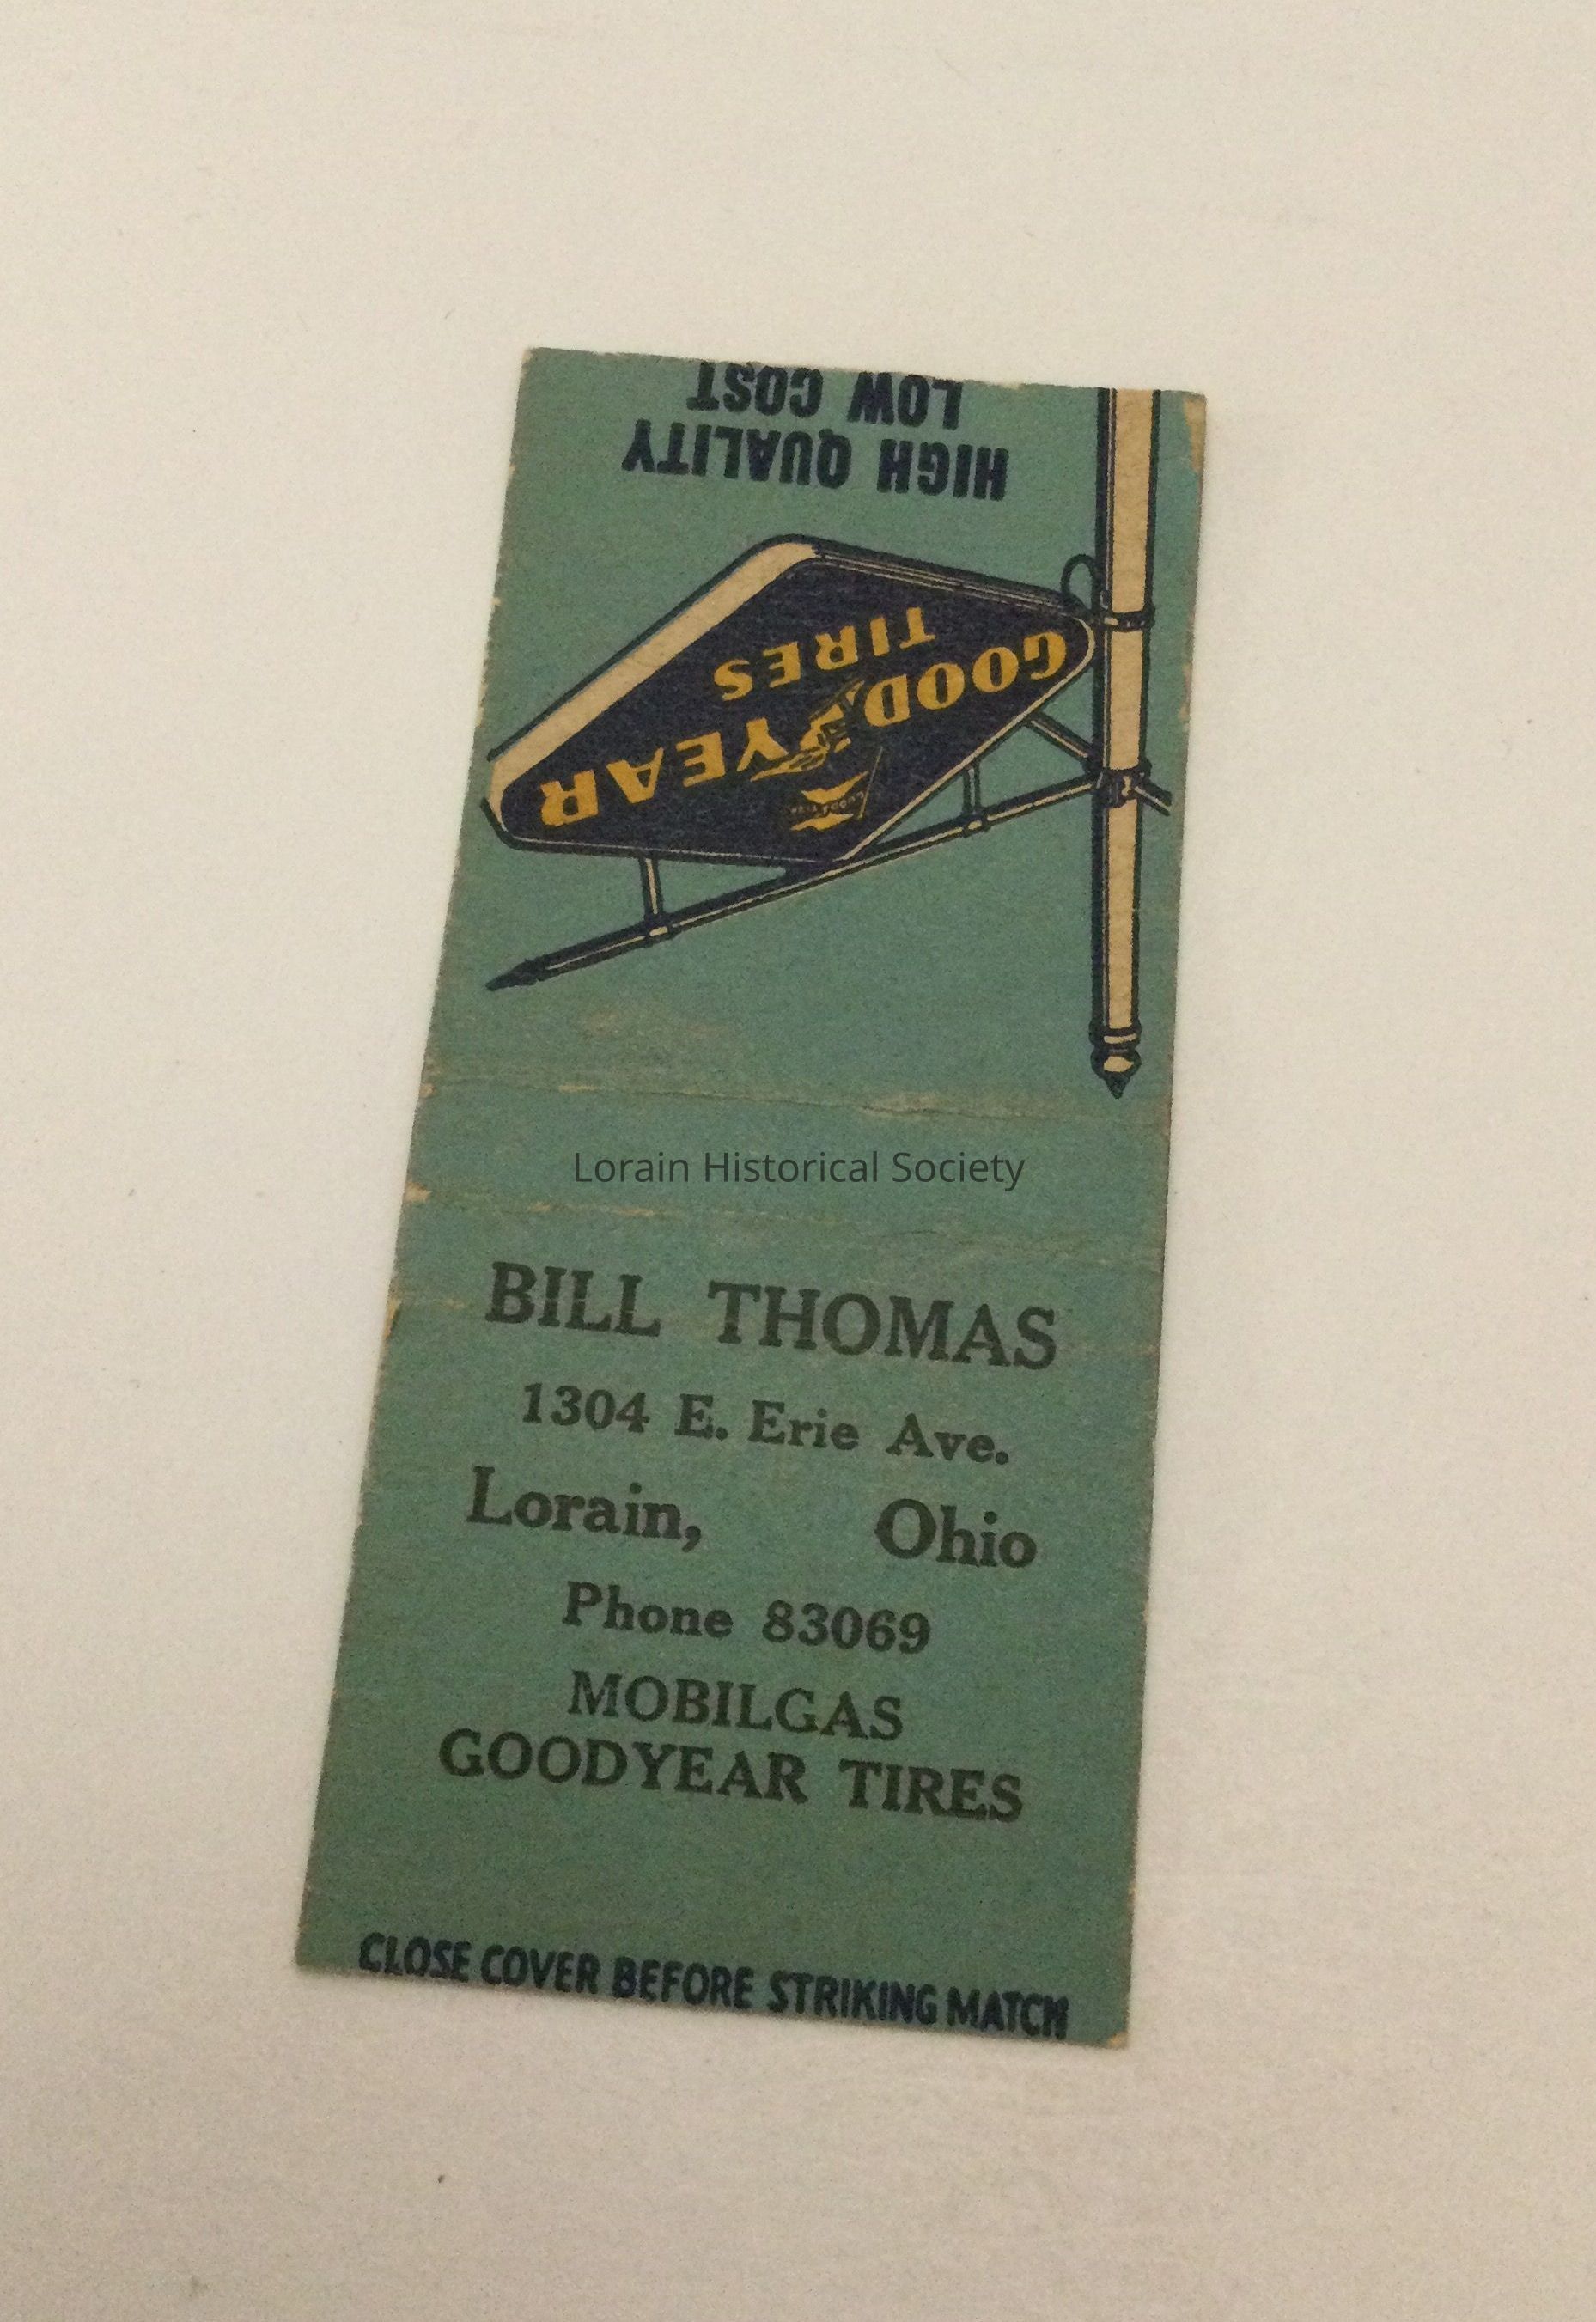 HIGH QUALITY
LOW COST
GOODYEAR
TIRES
Lorain Historical Society
BILL THOMAS
1304 E. Erie Ave.
Lorain, Ohio
Phone 83069
MOBILGAS
GOODYEAR TIRES
CLOSE COVER BEFORE STRIKING MATCH